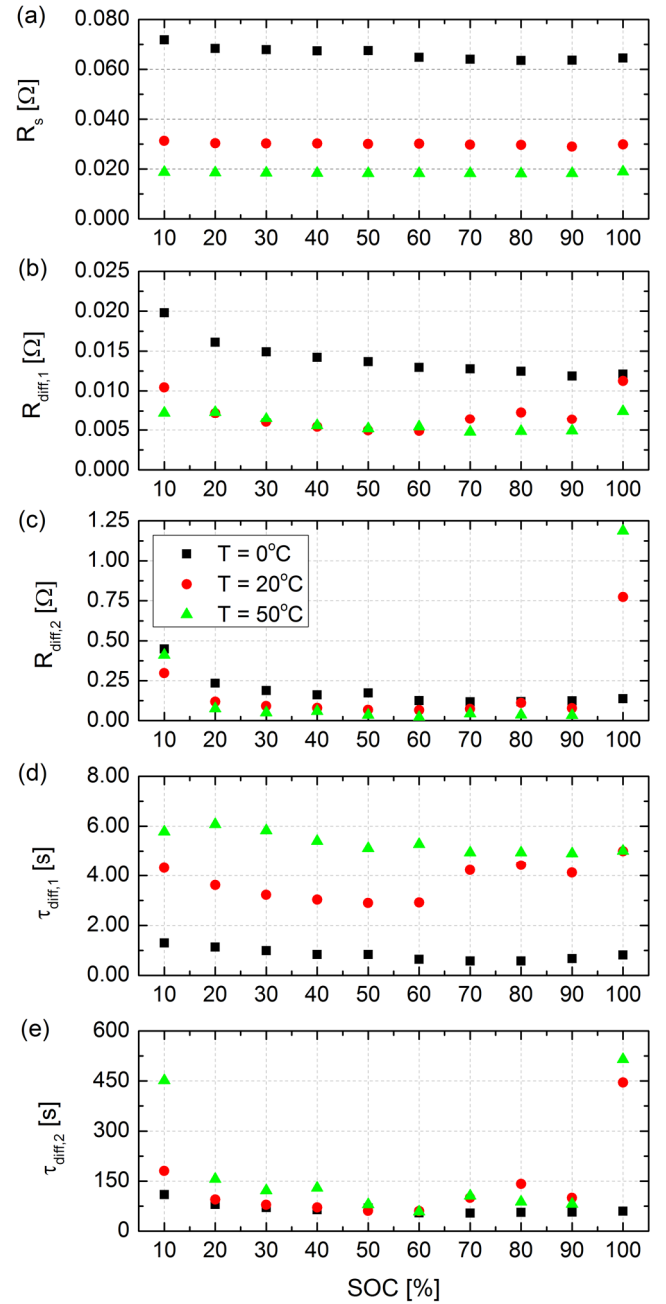 (a)
R_s [Ω]
0.080
0.060
0.040
0.020
0.000
10 20 30 40 50 60 70 80 90 100
(b)
R_diff,1 [Ω]
0.025
0.020
0.015
0.010
0.005
0.000
10 20 30 40 50 60 70 80 90 100
(c)
R_diff,2 [Ω]
1.25
1.00
0.75
0.50
0.25
0.00
T = 0°C
T = 20°C
T = 50°C
10 20 30 40 50 60 70 80 90 100
(d)
τ_diff,1 [s]
8.00
6.00
4.00
2.00
0.00
10 20 30 40 50 60 70 80 90 100
(e)
τ_diff,2 [s]
600
450
300
150
0
10 20 30 40 50 60 70 80 90 100
SOC [%]